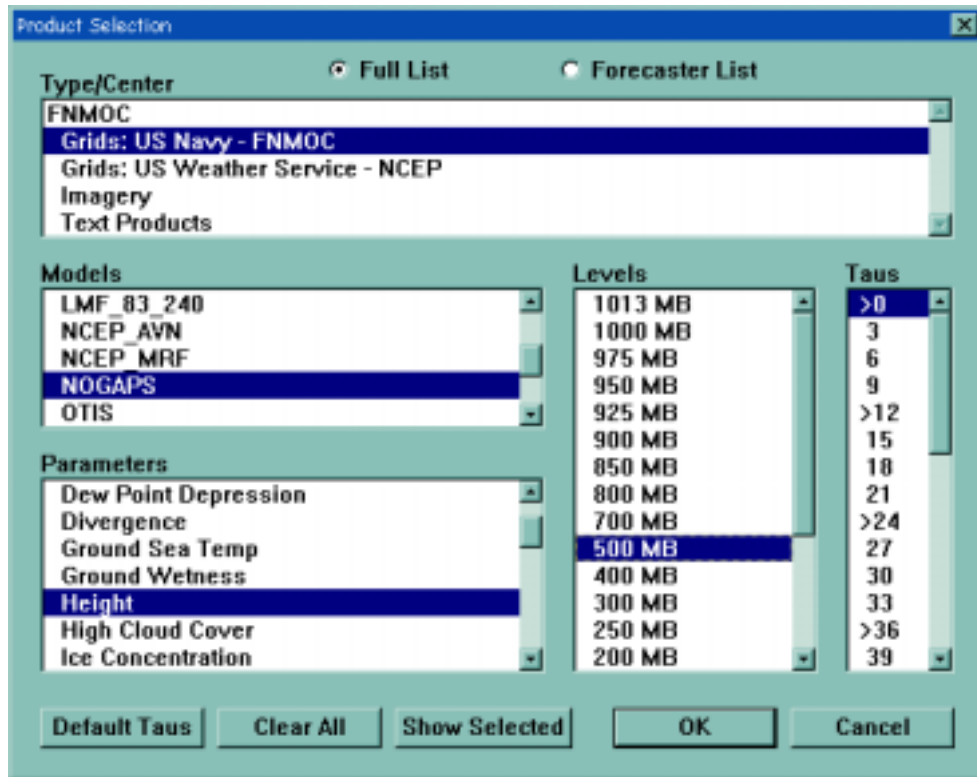 Product Selection
Full List
Forecaster List
Type/Center
FNMOC
Grids: US Navy - FNMOC
Grids: US Weather Service - NCEP
Imagery
Text Products
Models
LMF_83_240
NCEP_AVN
NCEP_MRF
NOGAPS
OTIS
Parameters
Dew Point Depression
Divergence
Ground Sea Temp
Ground Wetness
Height
High Cloud Cover
Ice Concentration
Levels
1013 MB
1000 MB
975 MB
950 MB
925 MB
900 MB
850 MB
800 MB
700 MB
500 MB
400 MB
300 MB
250 MB
200 MB
Taus
>0
3
6
9
>12
15
18
21
>24
27
30
33
>36
39
Default Taus
Clear All
Show Selected
OK
Cancel